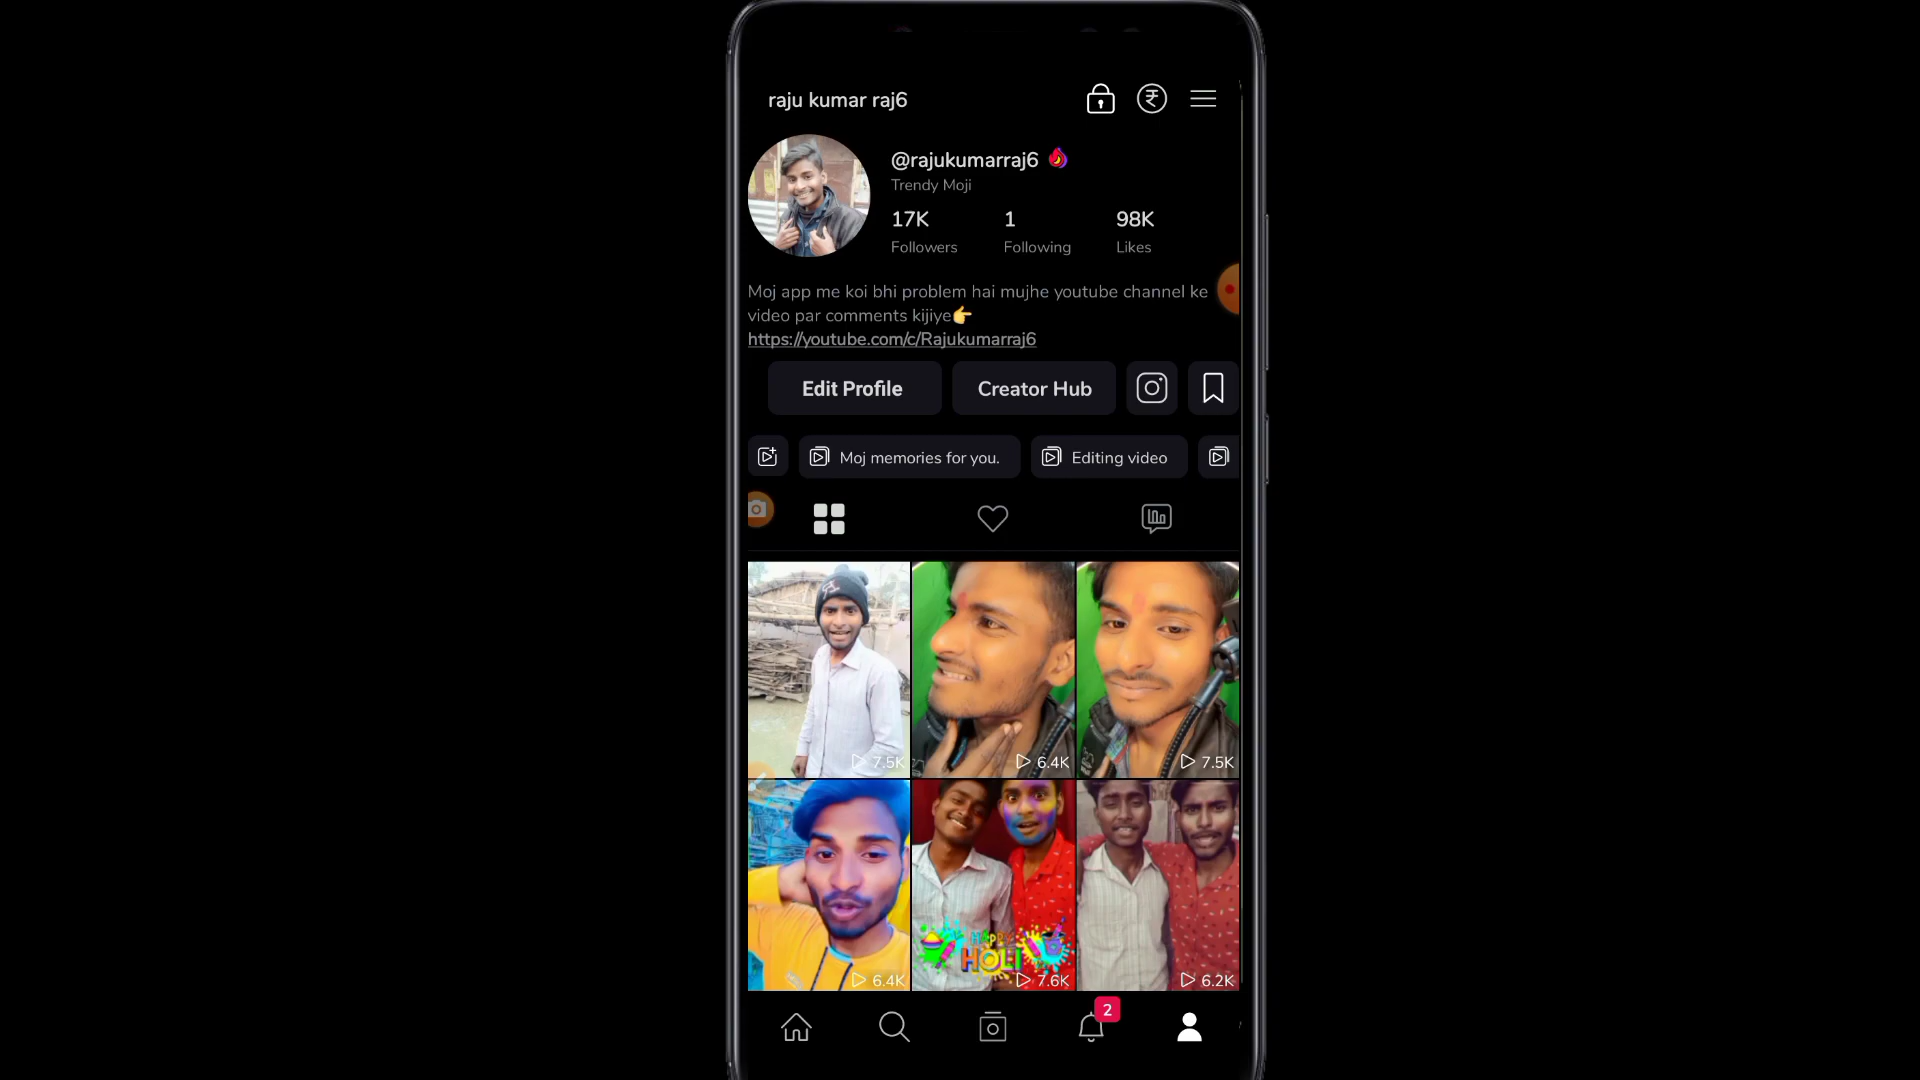 raju kumar raj6
@rajukumarraj6
Trendy Moji
17K 1 98K
Followers Following Likes
Moj app me koi bhi problem hai mujhe youtube channel ke
video par comments kijiye👉
https://youtube.com/c/Rajukumarraj6
Edit Profile Creator Hub
Moj memories for you. Editing video
7.5K 6.4K 7.5K
HAPPY
HOLI
6.4K 7.6K 6.2K
2